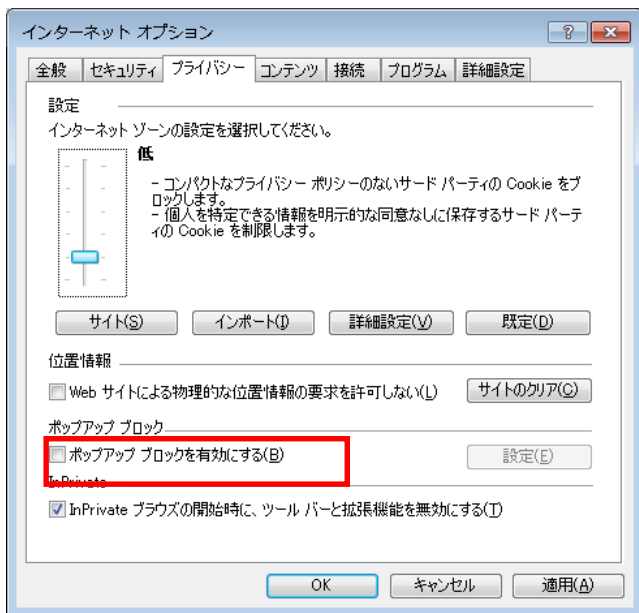 インターネット オプション
全般 セキュリティ プライバシー コンテンツ 接続 プログラム 詳細設定
設定
インターネット ゾーンの設定を選択してください。
低
- コンパクトなプライバシー ポリシーのないサード パーティの Cookie をブ
ロックします。
- 個人を特定できる情報を明示的な同意なしに保存するサード パーテ
ィの Cookie を制限します。
サイト(S) インポート(I) 詳細設定(V) 既定(D)
位置情報
Web サイトによる物理的な位置情報の要求を許可しない(L) サイトのクリア(C)
ポップアップ ブロック
ポップアップ ブロックを有効にする(B) 設定(E)
InPrivate
InPrivate ブラウズの開始時に、ツール バーと拡張機能を無効にする(T)
OK キャンセル 適用(A)